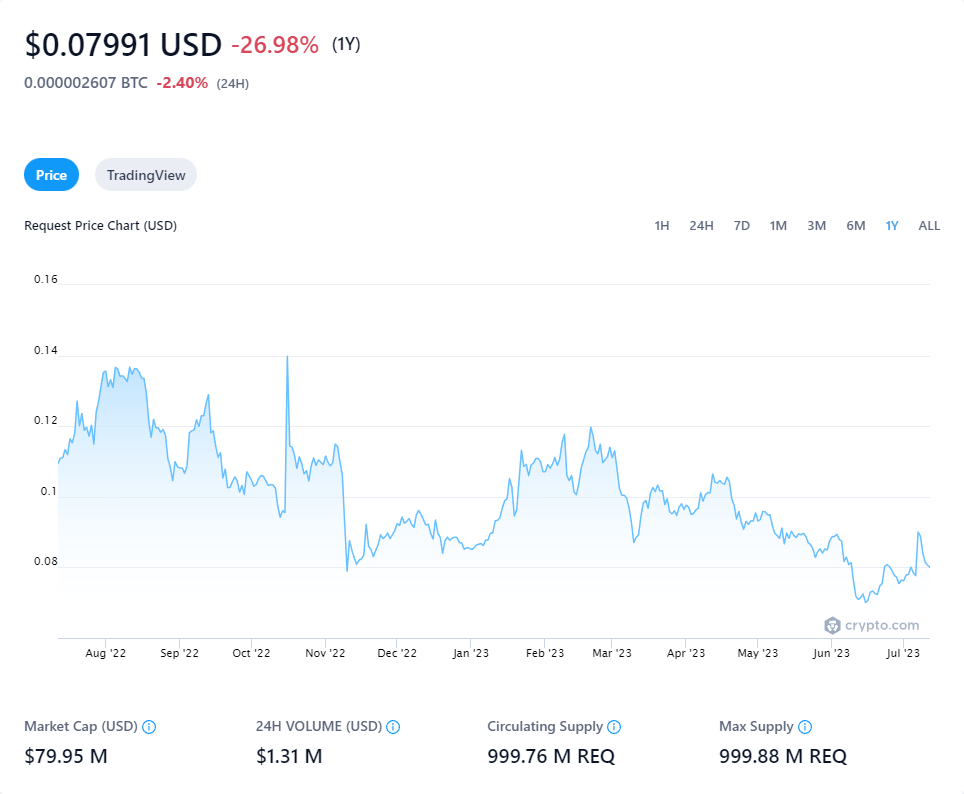 $0.07991 USD -26.98% (1Y)
0.000002607 BTC -2.40% (24H)
Price TradingView
Request Price Chart (USD) 1H 24H 7D 1M 3M 6M 1Y ALL
0.16
0.14
0.12
0.1
0.08
crypto.com
Aug '22 Sep '22 Oct '22 Nov '22 Dec '22 Jan '23 Feb '23 Mar '23 Apr '23 May '23 Jun '23 Jul '23
Market Cap (USD) 24H VOLUME (USD) Circulating Supply Max Supply
$79.95 M $1.31 M 999.76 M REQ 999.88 M REQ